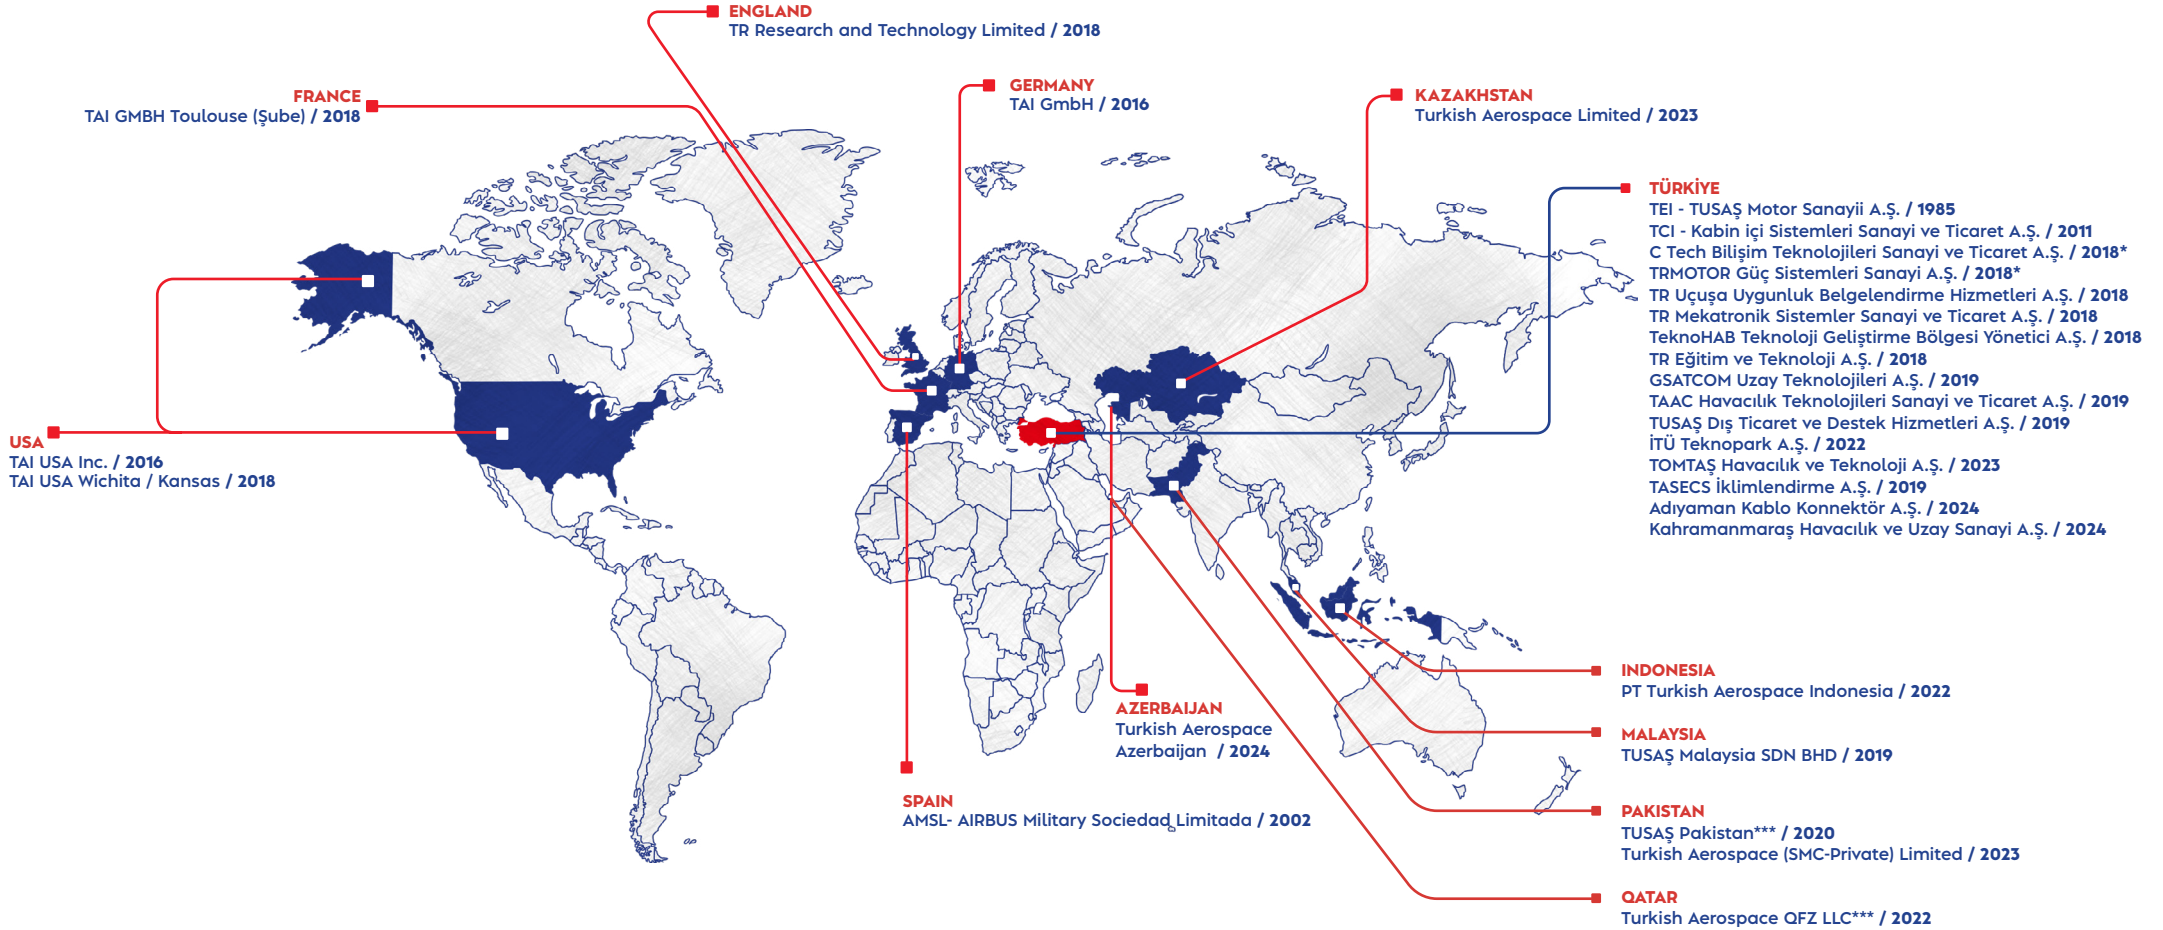 ENGLAND
TR Research and Technology Limited / 2018
FRANCE
TAI GMBH Toulouse (Şube) / 2018
GERMANY
TAI GmbH / 2016
KAZAKHSTAN
Turkish Aerospace Limited / 2023
TÜRKİYE
TEI - TUSAŞ Motor Sanayii A.Ş. / 1985
TCI - Kabin içi Sistemleri Sanayi ve Ticaret A.Ş. / 2011
C Tech Bilişim Teknolojileri Sanayi ve Ticaret A.Ş. / 2018*
TRMOTOR Güç Sistemleri Sanayi A.Ş. / 2018*
TR Uçuşa Uygunluk Belgelendirme Hizmetleri A.Ş. / 2018
TR Mekatronik Sistemler Sanayi ve Ticaret A.Ş. / 2018
TeknoHAB Teknoloji Geliştirme Bölgesi Yönetici A.Ş. / 2018
TR Eğitim ve Teknoloji A.Ş. / 2018
GSATCOM Uzay Teknolojileri A.Ş. / 2019
TAAC Havacılık Teknolojileri Sanayi ve Ticaret A.Ş. / 2019
TUSAŞ Dış Ticaret ve Destek Hizmetleri A.Ş. / 2019
İTÜ Teknopark A.Ş. / 2022
TOMTAŞ Havacılık ve Teknoloji A.Ş. / 2023
TASECS İklimlendirme A.Ş. / 2019
Adıyaman Kablo Konnektör A.Ş. / 2024
Kahramanmaraş Havacılık ve Uzay Sanayi A.Ş. / 2024
USA
TAI USA Inc. / 2016
TAI USA Wichita / Kansas / 2018
INDONESIA
PT Turkish Aerospace Indonesia / 2022
AZERBAIJAN
Turkish Aerospace
Azerbaijan / 2024
MALAYSIA
TUSAŞ Malaysia SDN BHD / 2019
SPAIN
AMSL- AIRBUS Military Sociedad Limitada / 2002
PAKISTAN
TUSAŞ Pakistan*** / 2020
Turkish Aerospace (SMC-Private) Limited / 2023
QATAR
Turkish Aerospace QFZ LLC*** / 2022